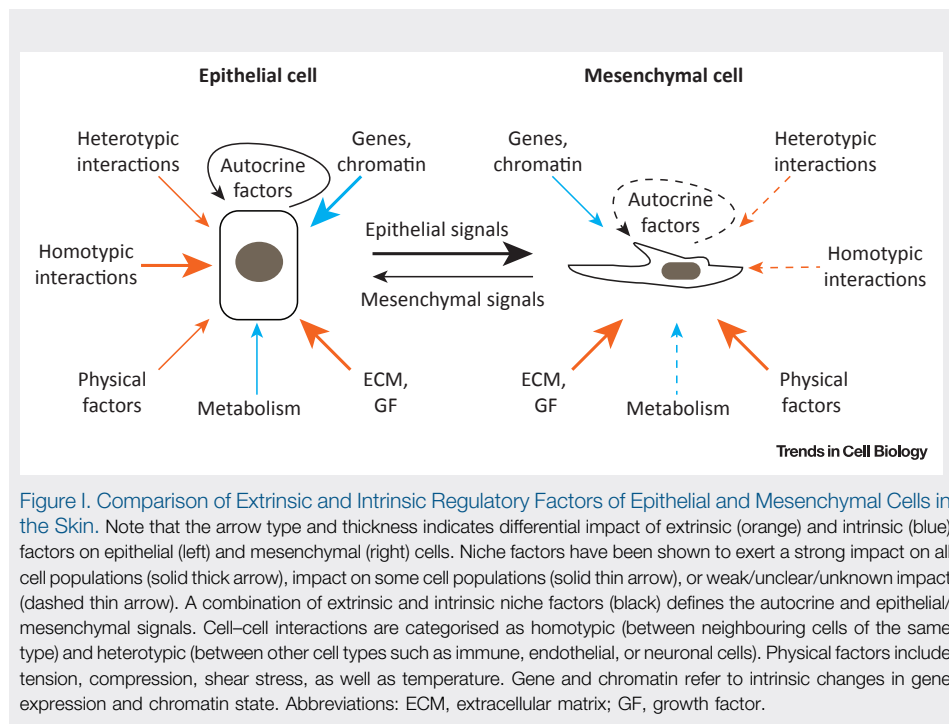 Epithelial cell
Mesenchymal cell
Heterotypic
interactions
Autocrine
factors
Genes,
chromatin
Homotypic
interactions
Physical
factors
Metabolism
ECM,
GF
Epithelial signals
Mesenchymal signals
Genes,
chromatin
Autocrine
factors
Heterotypic
interactions
Homotypic
interactions
ECM,
GF
Metabolism
Physical
factors
Trends in Cell Biology
Figure I. Comparison of Extrinsic and Intrinsic Regulatory Factors of Epithelial and Mesenchymal Cells in
the Skin. Note that the arrow type and thickness indicates differential impact of extrinsic (orange) and intrinsic (blue)
factors on epithelial (left) and mesenchymal (right) cells. Niche factors have been shown to exert a strong impact on all
cell populations (solid thick arrow), impact on some cell populations (solid thin arrow), or weak/unclear/unknown impact
(dashed thin arrow). A combination of extrinsic and intrinsic niche factors (black) defines the autocrine and epithelial/
mesenchymal signals. Cell–cell interactions are categorised as homotypic (between neighbouring cells of the same
type) and heterotypic (between other cell types such as immune, endothelial, or neuronal cells). Physical factors include
tension, compression, shear stress, as well as temperature. Gene and chromatin refer to intrinsic changes in gene
expression and chromatin state. Abbreviations: ECM, extracellular matrix; GF, growth factor.